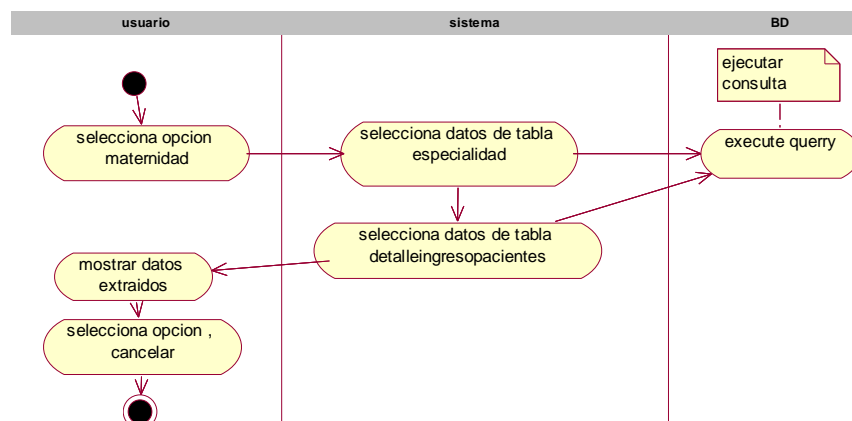 usuario
sistema
BD
ejecutar
consulta
selecciona opcion
maternidad
selecciona datos de tabla
especialidad
execute querry
selecciona datos de tabla
detalleingresopacientes
mostrar datos
extraidos
selecciona opcion ,
cancelar